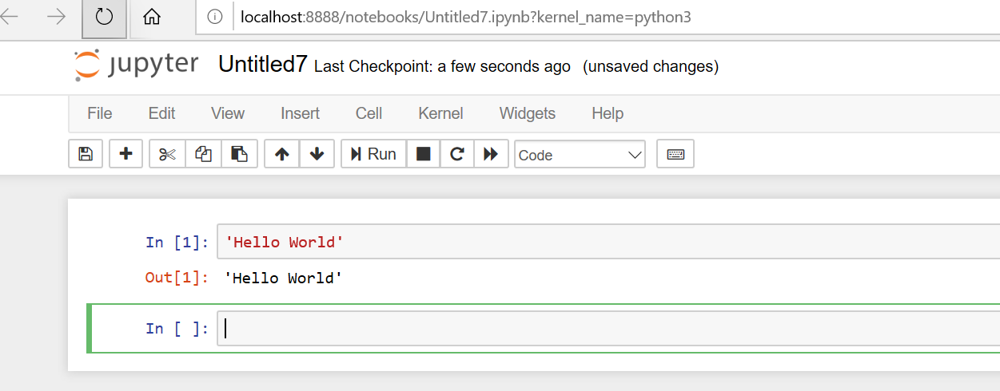 localhost:8888/notebooks/Untitled7.ipynb?kernel_name=python3
jupyter Untitled7 Last Checkpoint: a few seconds ago (unsaved changes)
File Edit View Insert Cell Kernel Widgets Help
Run Code
In [1]: 'Hello World'
Out[1]: 'Hello World'
In [ ]: